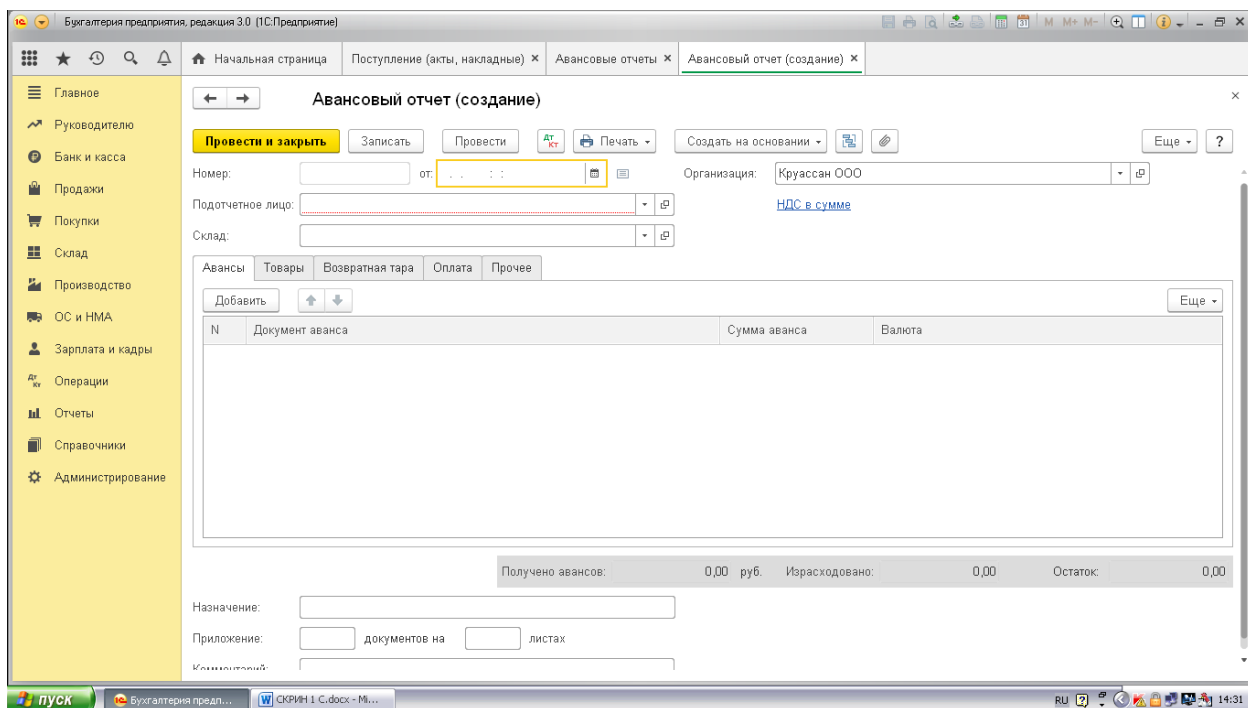 Бухгалтерия предприятия, редакция 3.0 (1С:Предприятие) M M+ M-
Начальная страница Поступление (акты, накладные) × Авансовые отчеты × Авансовый отчет (создание) ×
Главное
Руководителю
Банк и касса
Продажи
Покупки
Склад
Производство
ОС и НМА
Зарплата и кадры
Операции
Отчеты
Справочники
Администрирование
Авансовый отчет (создание)
Провести и закрыть Записать Провести Дт Кт Печать Создать на основании Еще ?
Номер: от: . . : : Организация: Круассан ООО
Подотчетное лицо: НДС в сумме
Склад:
Авансы Товары Возвратная тара Оплата Прочее
Добавить Еще
N Документ аванса Сумма аванса Валюта
Получено авансов: 0,00 руб. Израсходовано: 0,00 Остаток: 0,00
Назначение:
Приложение: документов на листах
Комментарий:
пуск Бухгалтерия предп... СКРИН 1 С.docx - Mi... RU 14:31